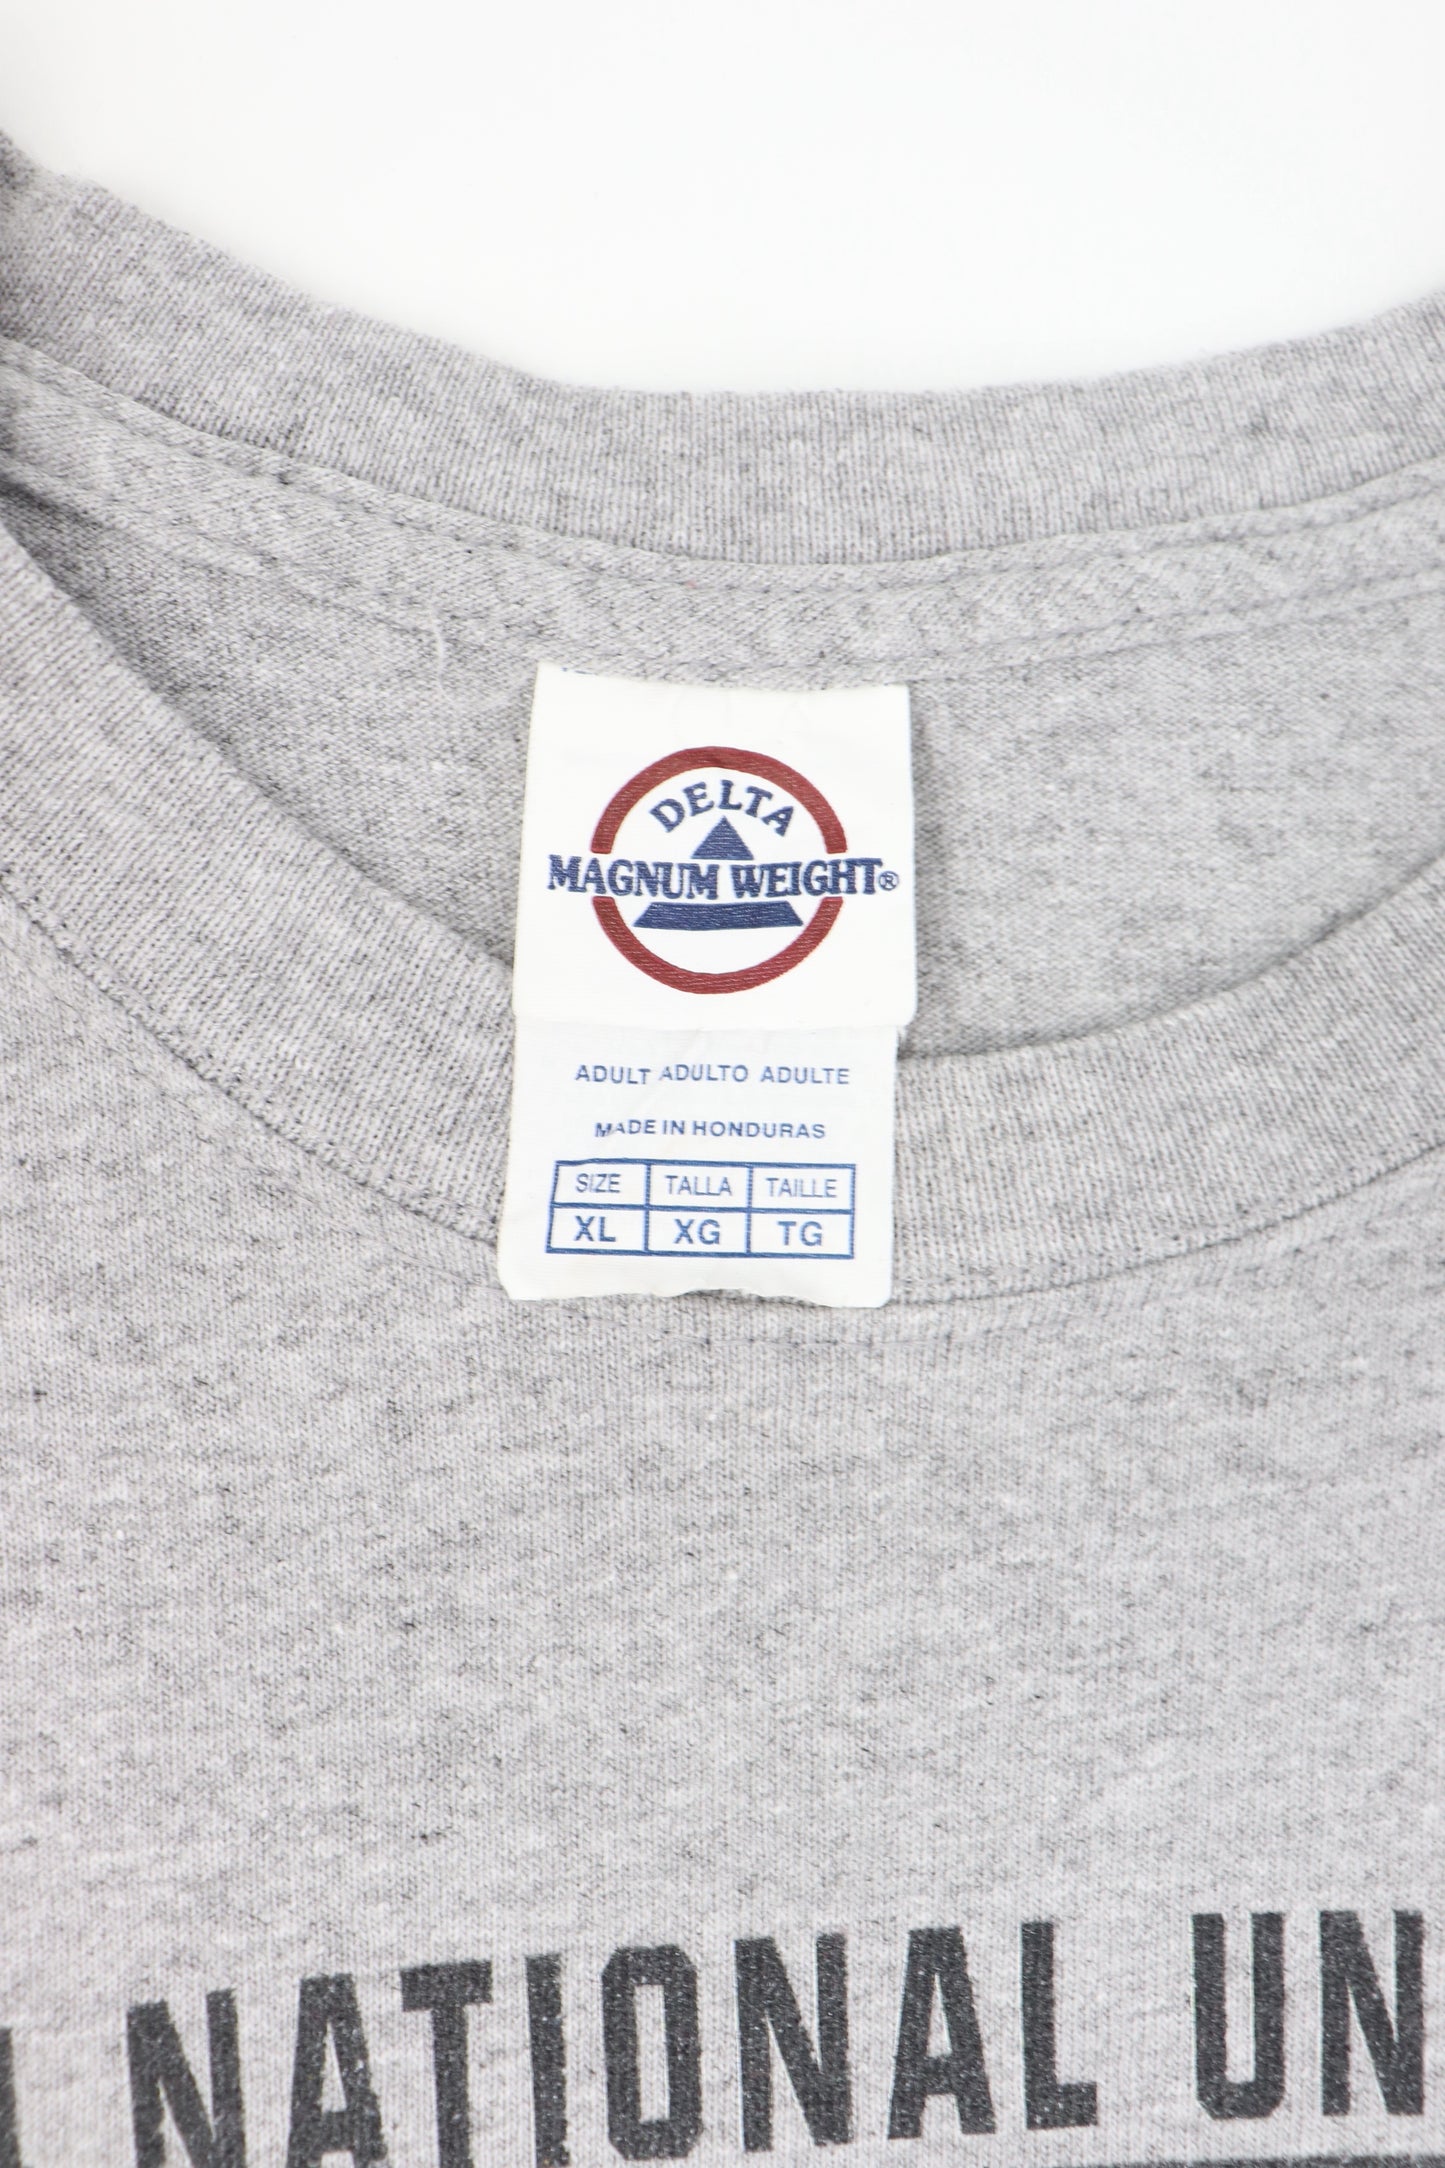 DELTA
MAGNUM WEIGHT®
ADULT ADULTO ADULTE
MADE IN HONDURAS
SIZE TALLA TAILLE
XL XG TG
NATIONAL UN